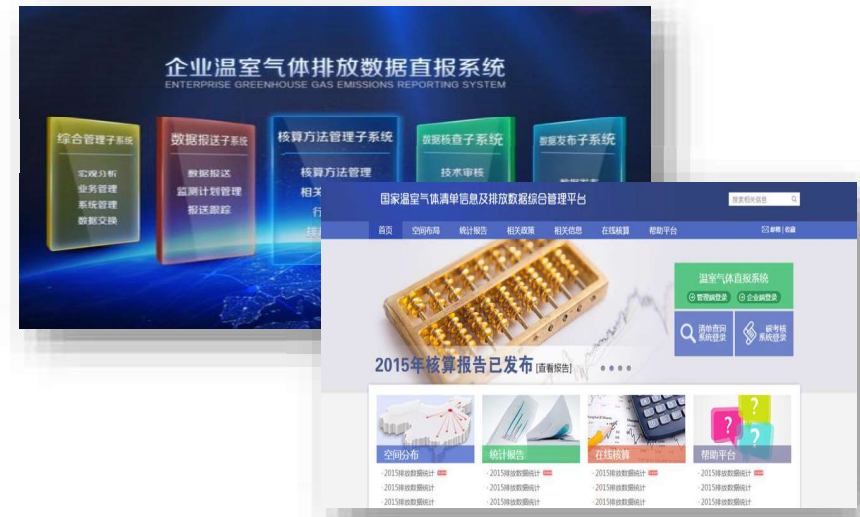 企业温室气体排放数据直报系统
ENTERPRISE GREENHOUSE GAS EMISSIONS REPORTING SYSTEM
综合管理子系统
宏观分析
业务管理
系统管理
数据交换
数据报送子系统
数据报送
监测计划管理
报送跟踪
核算方法管理子系统
核算方法管理
相关
行
数据核查子系统
技术审核
数据发布子系统
国家温室气体清单信息及排放数据综合管理平台
搜索相关信息
首页 空间布局 统计报告 相关政策 相关信息 在线核算 帮助平台 邮箱 | 收藏
温室气体直报系统
管理端登录 企业端登录
清单查询
系统登录
碳考核
系统登录
2015年核算报告已发布 [查看报告]
空间分布
·2015排放数据统计
·2015排放数据统计
·2015排放数据统计
统计报告
·2015排放数据统计
·2015排放数据统计
·2015排放数据统计
在线核算
·2015排放数据统计
·2015排放数据统计
·2015排放数据统计
帮助平台
·2015排放数据统计
·2015排放数据统计
·2015排放数据统计